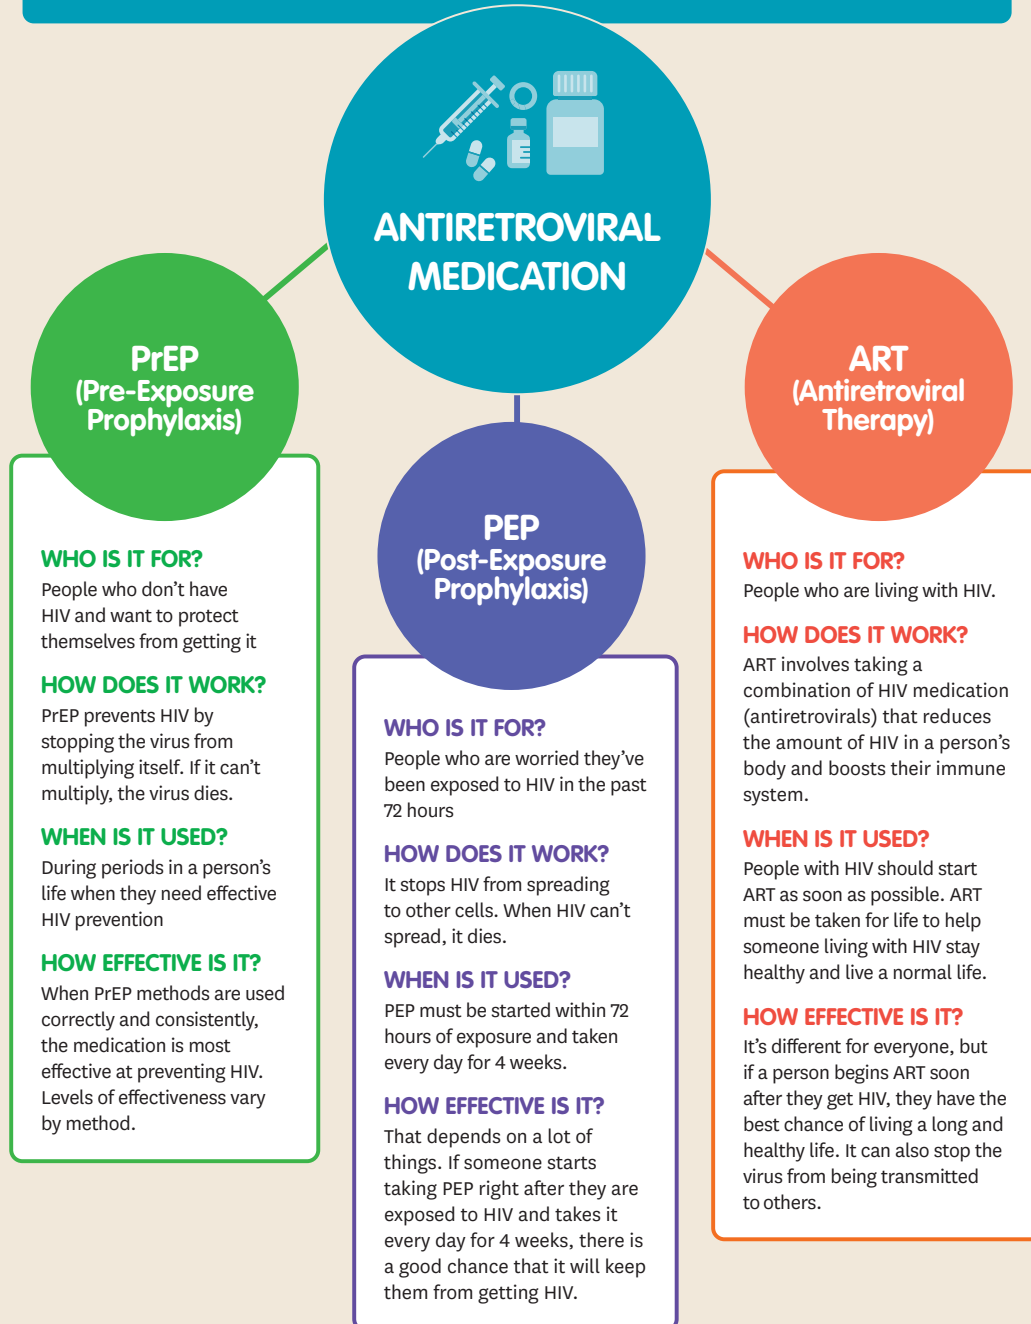 ANTIRETROVIRAL
MEDICATION
PrEP
(Pre-Exposure
Prophylaxis)
WHO IS IT FOR?
People who don’t have
HIV and want to protect
themselves from getting it
HOW DOES IT WORK?
PrEP prevents HIV by
stopping the virus from
multiplying itself. If it can’t
multiply, the virus dies.
WHEN IS IT USED?
During periods in a person’s
life when they need effective
HIV prevention
HOW EFFECTIVE IS IT?
When PrEP methods are used
correctly and consistently,
the medication is most
effective at preventing HIV.
Levels of effectiveness vary
by method.
PEP
(Post-Exposure
Prophylaxis)
WHO IS IT FOR?
People who are worried they’ve
been exposed to HIV in the past
72 hours
HOW DOES IT WORK?
It stops HIV from spreading
to other cells. When HIV can’t
spread, it dies.
WHEN IS IT USED?
PEP must be started within 72
hours of exposure and taken
every day for 4 weeks.
HOW EFFECTIVE IS IT?
That depends on a lot of
things. If someone starts
taking PEP right after they are
exposed to HIV and takes it
every day for 4 weeks, there is
a good chance that it will keep
them from getting HIV.
ART
(Antiretroviral
Therapy)
WHO IS IT FOR?
People who are living with HIV.
HOW DOES IT WORK?
ART involves taking a
combination of HIV medication
(antiretrovirals) that reduces
the amount of HIV in a person’s
body and boosts their immune
system.
WHEN IS IT USED?
People with HIV should start
ART as soon as possible. ART
must be taken for life to help
someone living with HIV stay
healthy and live a normal life.
HOW EFFECTIVE IS IT?
It’s different for everyone, but
if a person begins ART soon
after they get HIV, they have the
best chance of living a long and
healthy life. It can also stop the
virus from being transmitted
to others.